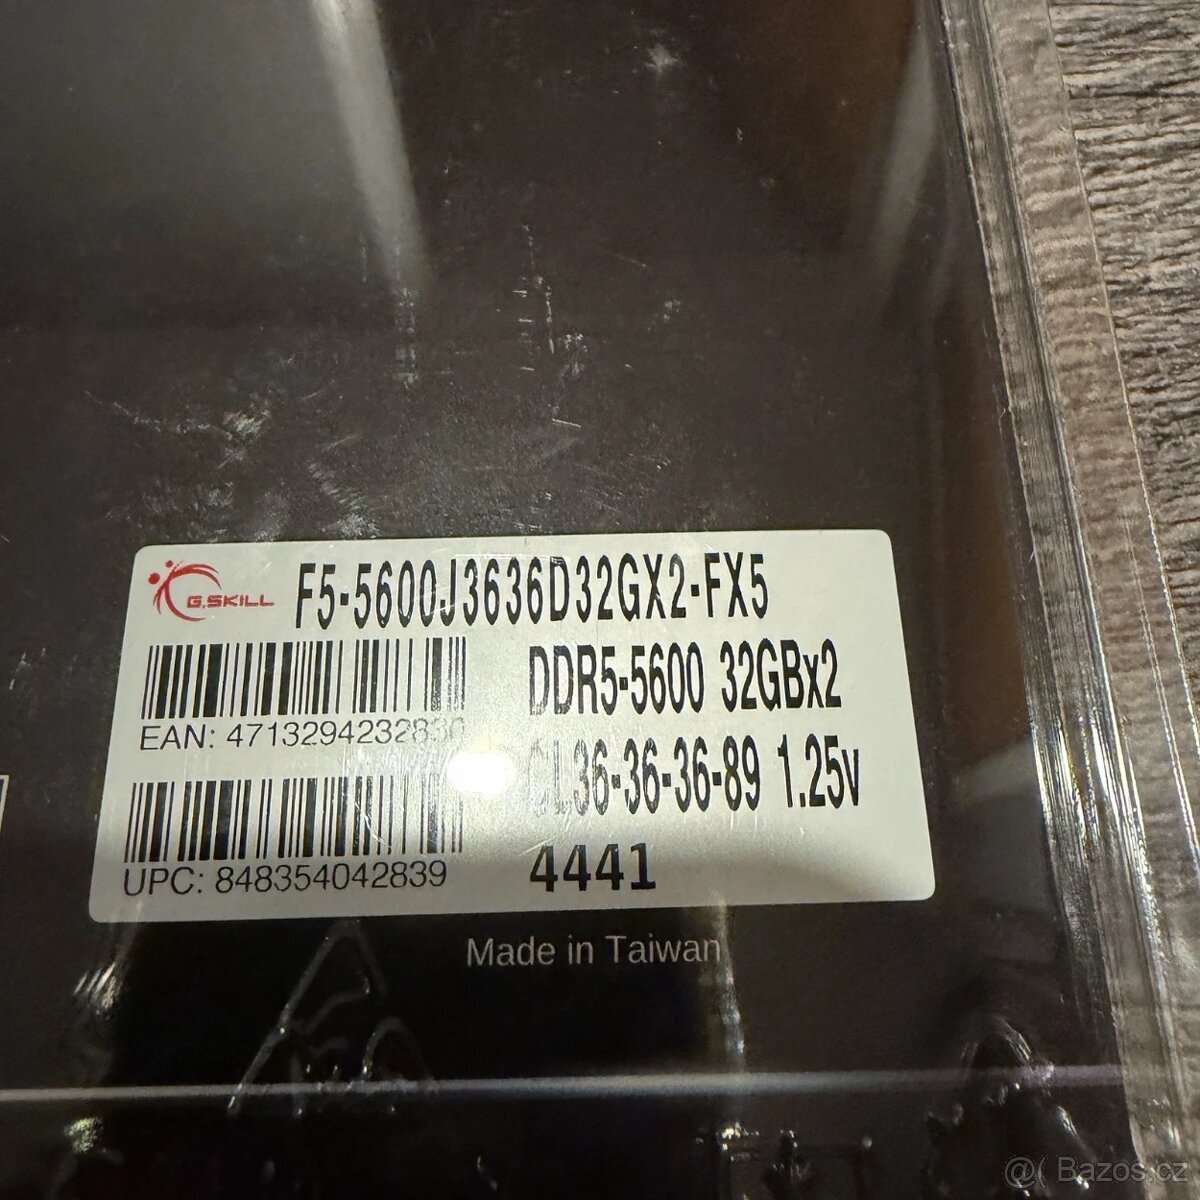 G.SKILL F5-5600J3636D32GX2-FX5
DDR5-5600 32GBx2
EAN: 4713294232830
CL36-36-36-89 1.25v
UPC: 848354042839
4441
Made in Taiwan
@( Bazos.cz